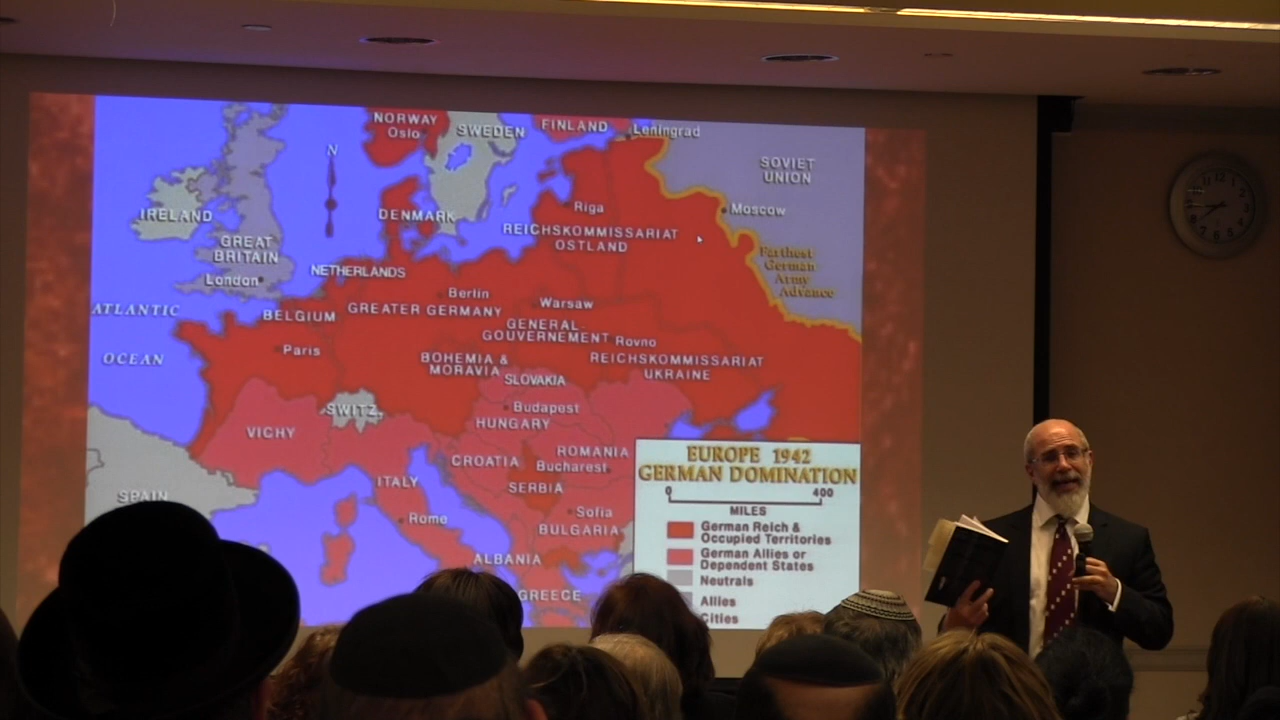 NORWAY
Oslo
SWEDEN
FINLAND
Leningrad
N
SOVIET
UNION
IRELAND
DENMARK
Riga
Moscow
REICHSKOMMISSARIAT
OSTLAND
GREAT
BRITAIN
London
NETHERLANDS
Farthest
German
Army
Advance
Berlin
Warsaw
ATLANTIC
OCEAN
BELGIUM
GREATER GERMANY
GENERAL-
GOUVERNEMENT
Rovno
Paris
BOHEMIA &
MORAVIA
REICHSKOMMISSARIAT
UKRAINE
SLOVAKIA
SWITZ.
Budapest
HUNGARY
VICHY
CROATIA
ROMANIA
Bucharest
ITALY
SERBIA
SPAIN
Rome
Sofia
BULGARIA
ALBANIA
GREECE
EUROPE 1942
GERMAN DOMINATION
0 400
MILES
German Reich &
Occupied Territories
German Allies or
Dependent States
Neutrals
Allies
Cities
12